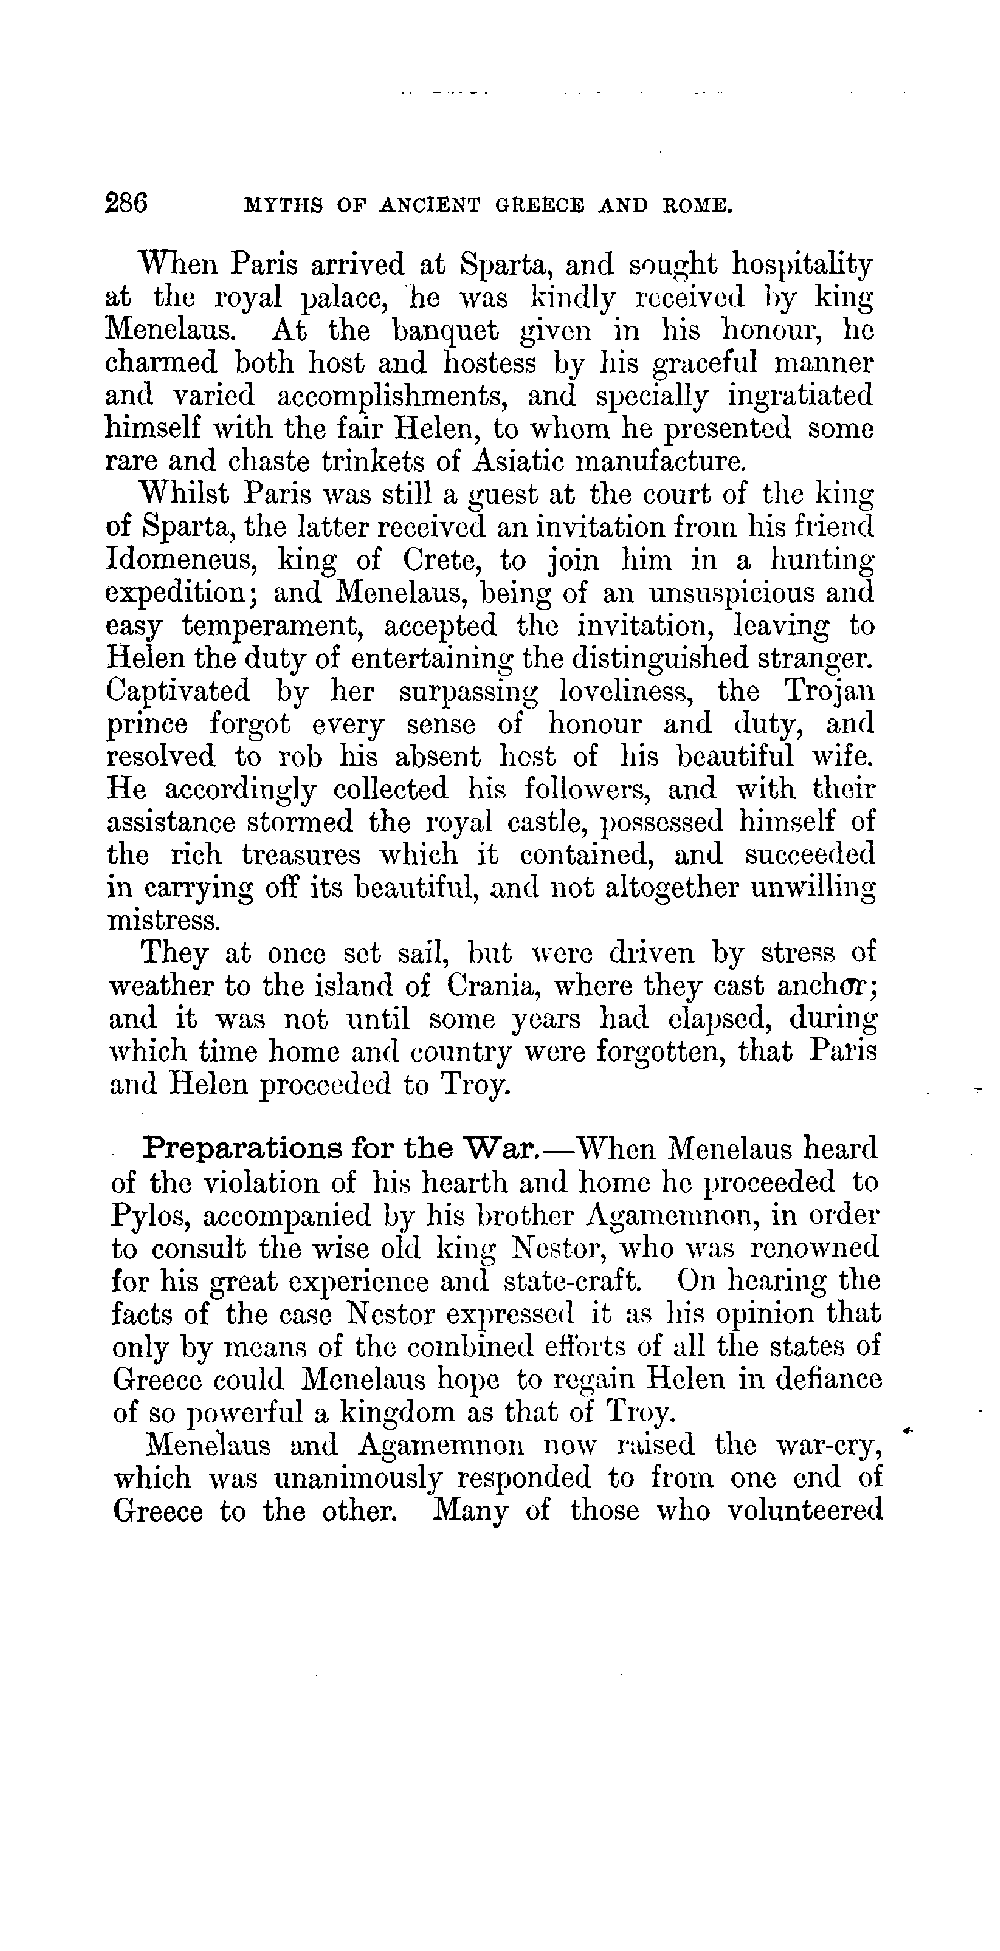 286 MYTHS OF ANCIENT GREECE AND ROME.
When Paris arrived at Sparta, and sought hospitality
at the royal palace, he was kindly received by king
Menelaus. At the banquet given in his honour, he
charmed both host and hostess by his graceful manner
and varied accomplishments, and specially ingratiated
himself with the fair Helen, to whom he presented some
rare and chaste trinkets of Asiatic manufacture.
Whilst Paris was still a guest at the court of the king
of Sparta, the latter received an invitation from his friend
Idomeneus, king of Crete, to join him in a hunting
expedition; and Menelaus, being of an unsuspicious and
easy temperament, accepted the invitation, leaving to
Helen the duty of entertaining the distinguished stranger.
Captivated by her surpassing loveliness, the Trojan
prince forgot every sense of honour and duty, and
resolved to rob his absent host of his beautiful wife.
He accordingly collected his followers, and with their
assistance stormed the royal castle, possessed himself of
the rich treasures which it contained, and succeeded
in carrying off its beautiful, and not altogether unwilling
mistress.
They at once set sail, but were driven by stress of
weather to the island of Crania, where they cast anchor;
and it was not until some years had elapsed, during
which time home and country were forgotten, that Paris
and Helen proceeded to Troy.
Preparations for the War.—When Menelaus heard
of the violation of his hearth and home he proceeded to
Pylos, accompanied by his brother Agamemnon, in order
to consult the wise old king Nestor, who was renowned
for his great experience and state-craft. On hearing the
facts of the case Nestor expressed it as his opinion that
only by means of the combined efforts of all the states of
Greece could Menelaus hope to regain Helen in defiance
of so powerful a kingdom as that of Troy.
Menelaus and Agamemnon now raised the war-cry,
which was unanimously responded to from one end of
Greece to the other. Many of those who volunteered